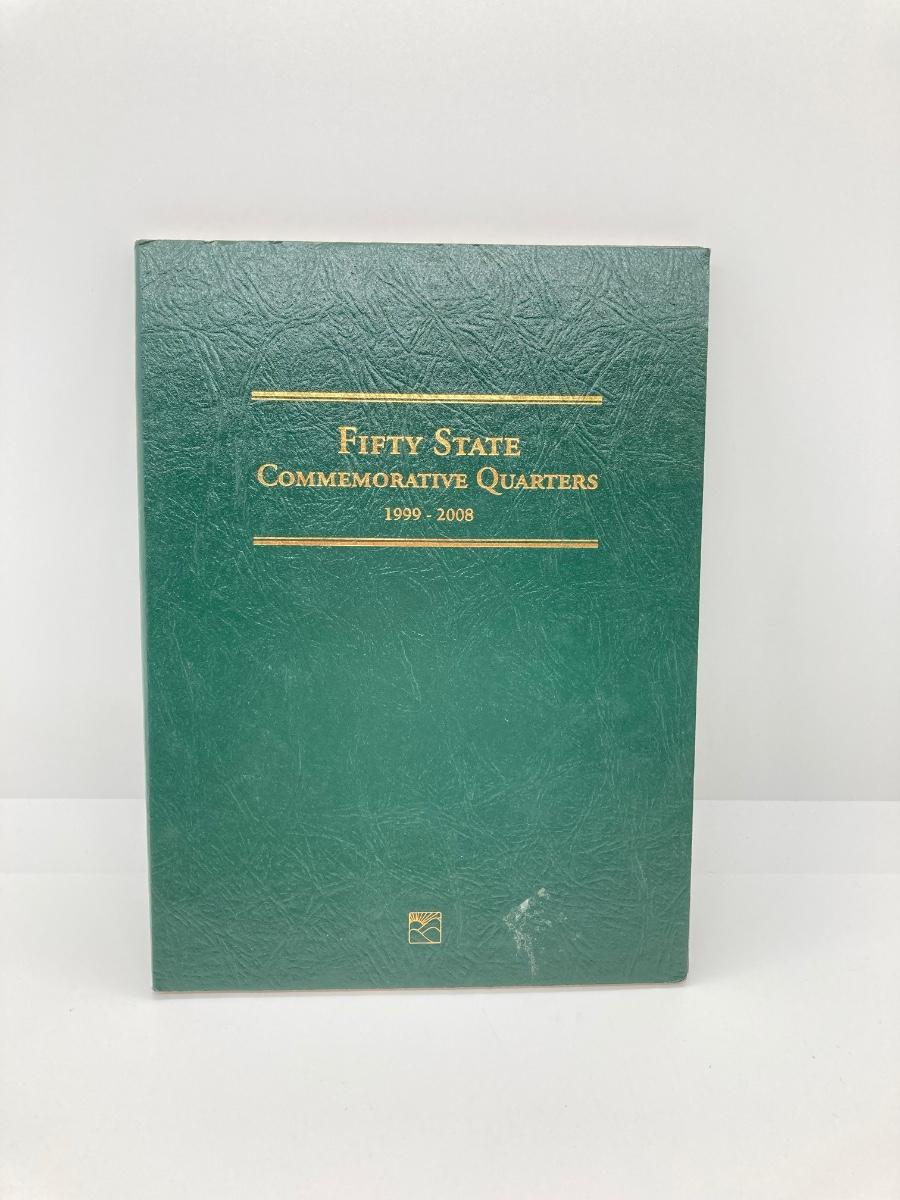 Fifty State
Commemorative Quarters
1999 - 2008